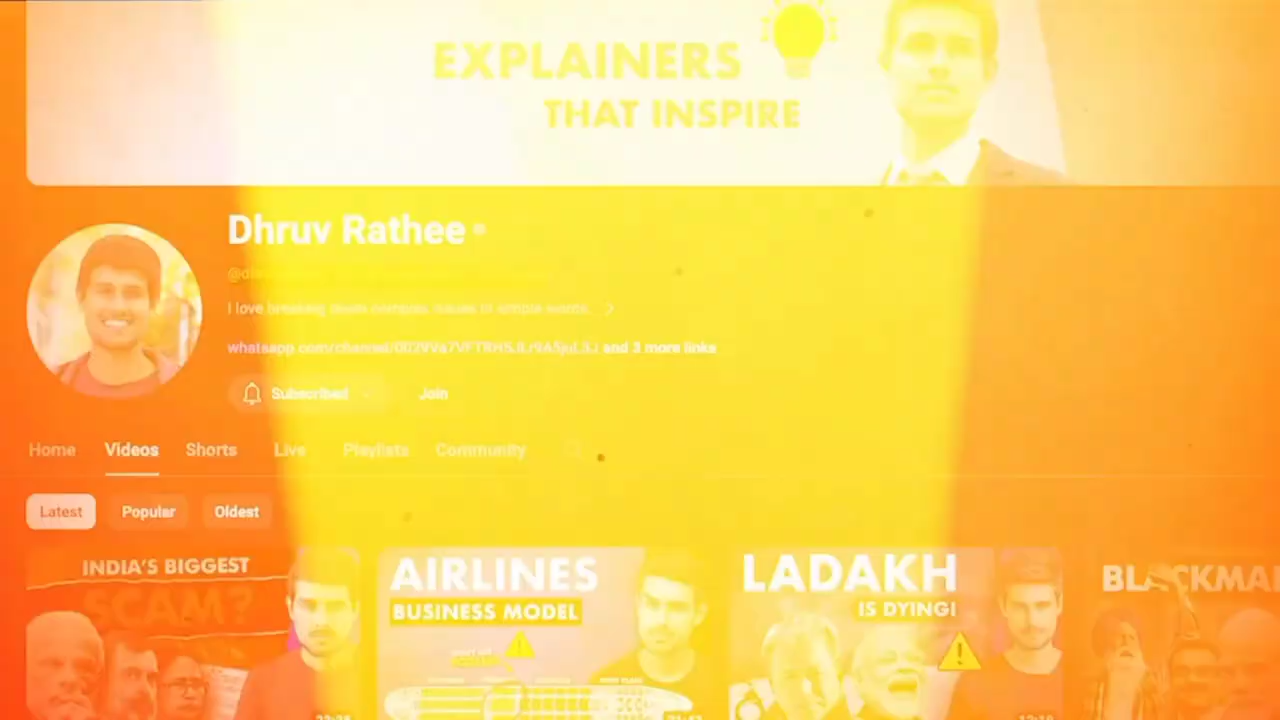 EXPLAINERS
THAT INSPIRE
Dhruv Rathee
I love breaking down complex issues in simple words.
and 3 more links
Subscribed
Join
Home Videos Shorts Live Playlists Community
Latest Popular Oldest
INDIA'S BIGGEST
SCAM?
AIRLINES
BUSINESS MODEL
LADAKH
IS DYING!